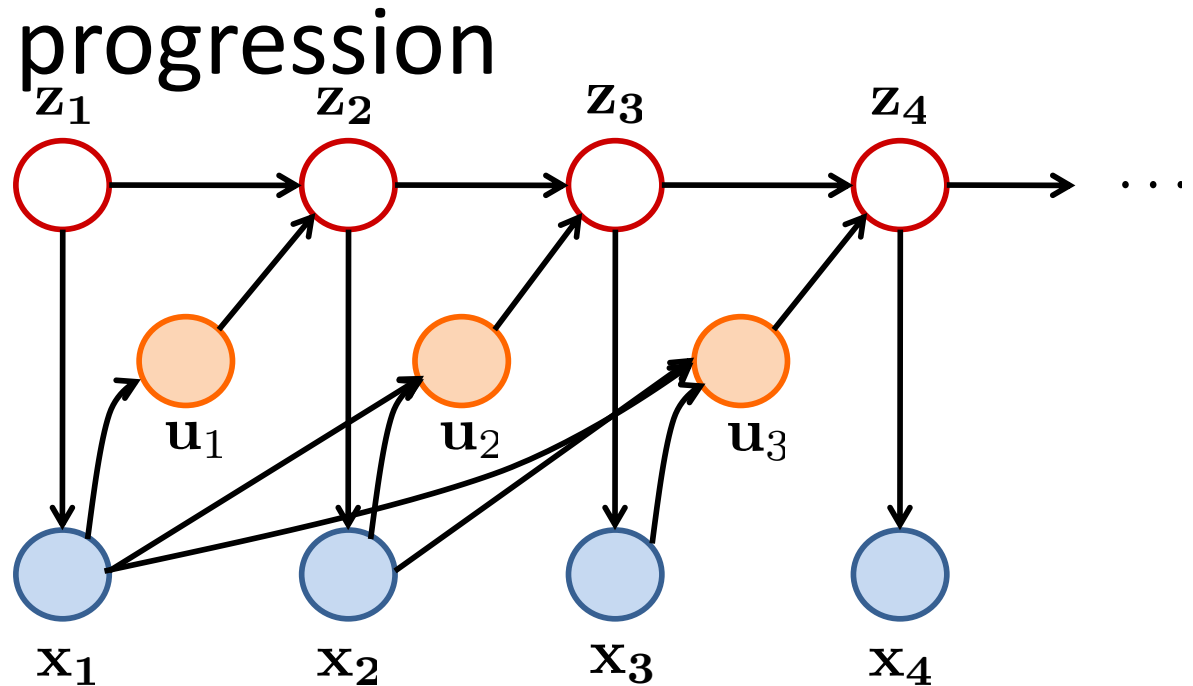 progression
z₁ z₂ z₃ z₄
...
u₁ u₂ u₃
x₁ x₂ x₃ x₄